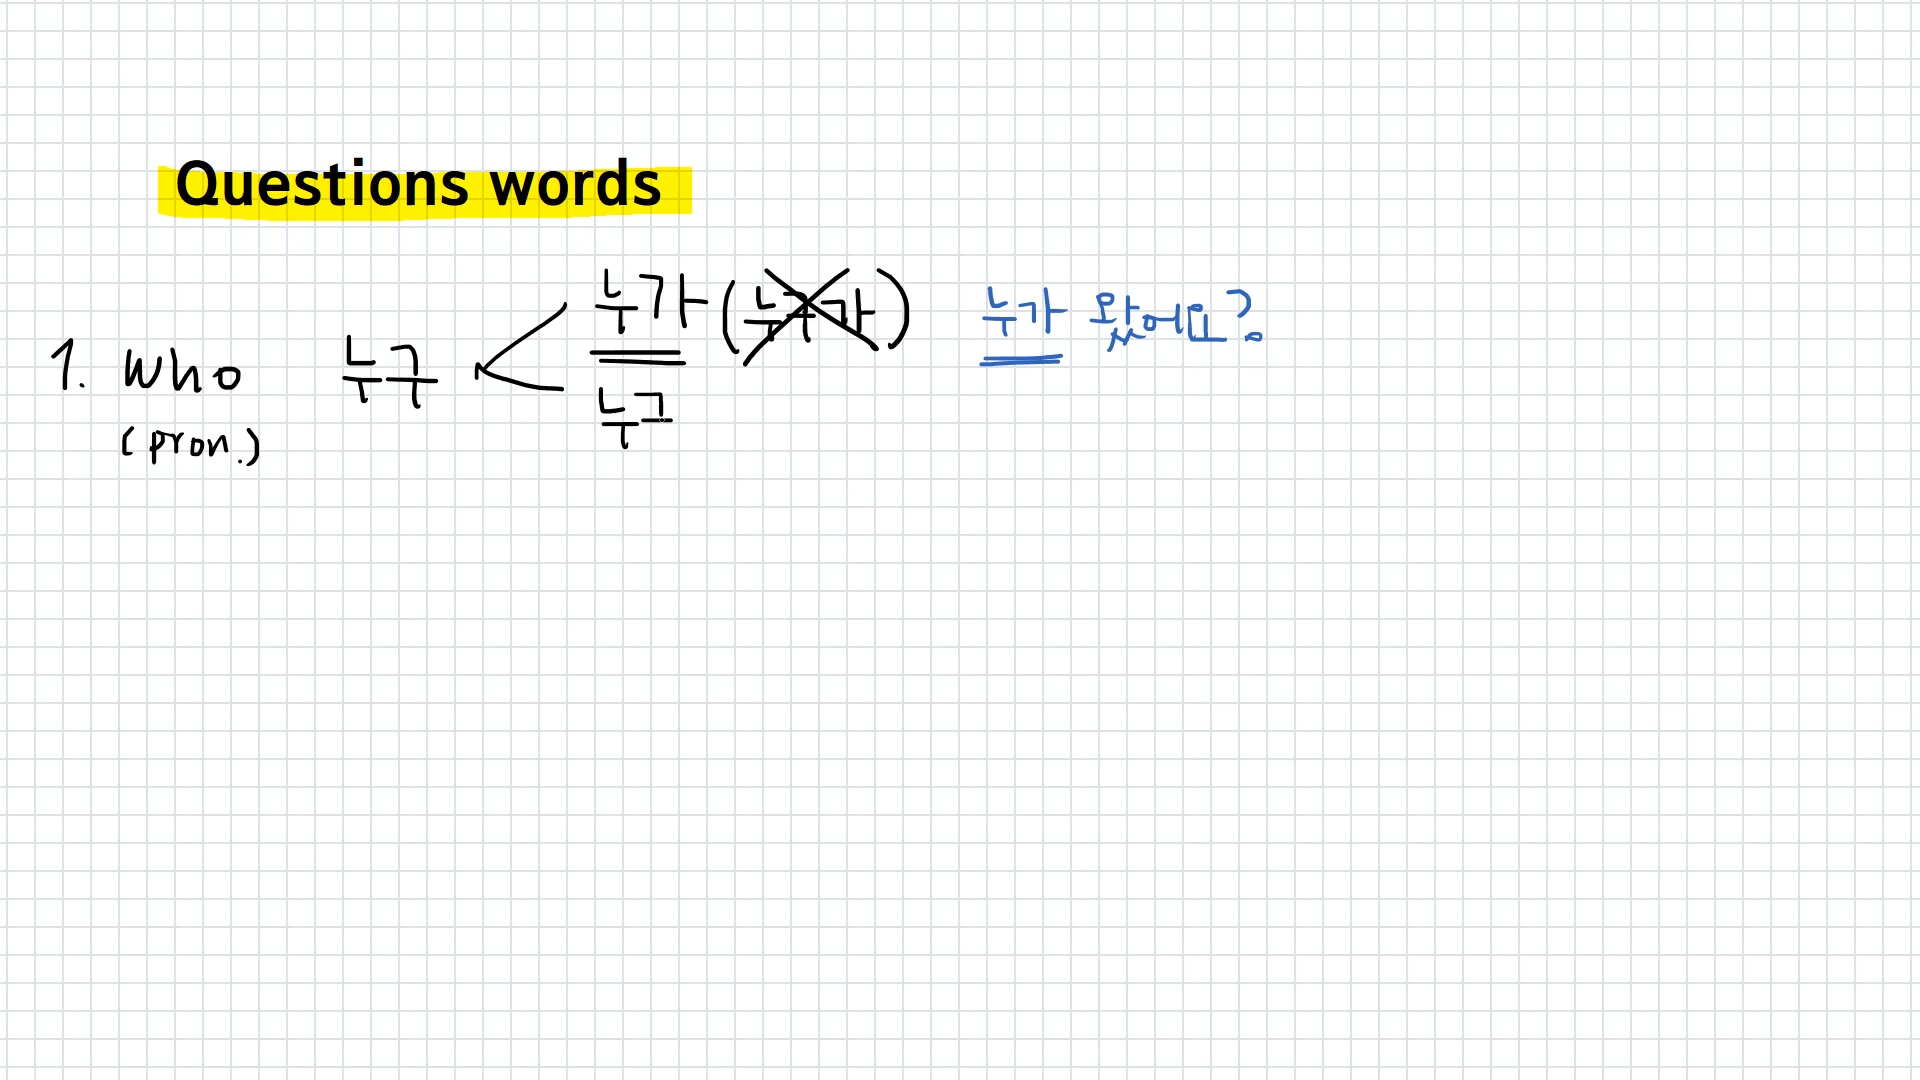 Questions words
누가 (누구가) 누가 왔어요?
1. Who 누구
누구
(pron.)